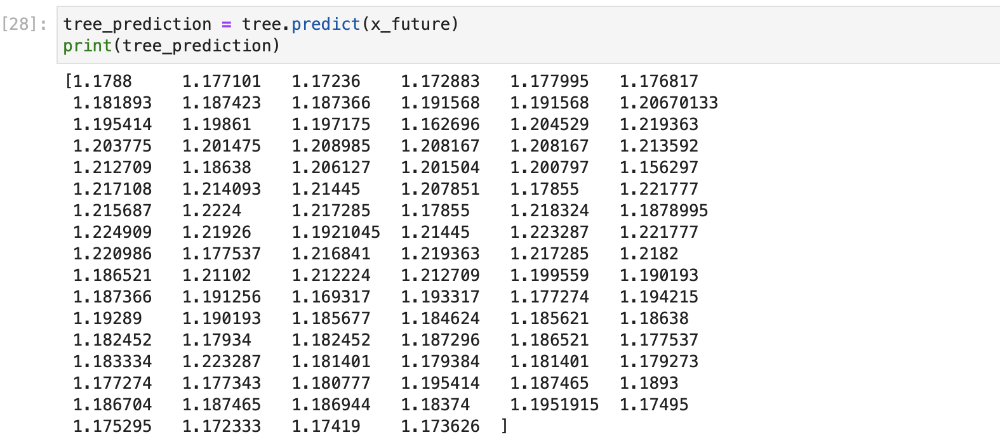 [28]: tree_prediction = tree.predict(x_future)
print(tree_prediction)
[1.1788 1.177101 1.17236 1.172883 1.177995 1.176817
1.181893 1.187423 1.187366 1.191568 1.191568 1.20670133
1.195414 1.19861 1.197175 1.162696 1.204529 1.219363
1.203775 1.201475 1.208985 1.208167 1.208167 1.213592
1.212709 1.18638 1.206127 1.201504 1.200797 1.156297
1.217108 1.214093 1.21445 1.207851 1.17855 1.221777
1.215687 1.2224 1.217285 1.17855 1.218324 1.1878995
1.224909 1.21926 1.1921045 1.21445 1.223287 1.221777
1.220986 1.177537 1.216841 1.219363 1.217285 1.2182
1.186521 1.21102 1.212224 1.212709 1.199559 1.190193
1.187366 1.191256 1.169317 1.193317 1.177274 1.194215
1.19289 1.190193 1.185677 1.184624 1.185621 1.18638
1.182452 1.17934 1.182452 1.187296 1.186521 1.177537
1.183334 1.223287 1.181401 1.179384 1.181401 1.179273
1.177274 1.177343 1.180777 1.195414 1.187465 1.1893
1.186704 1.187465 1.186944 1.18374 1.1951915 1.17495
1.175295 1.172333 1.17419 1.173626 ]